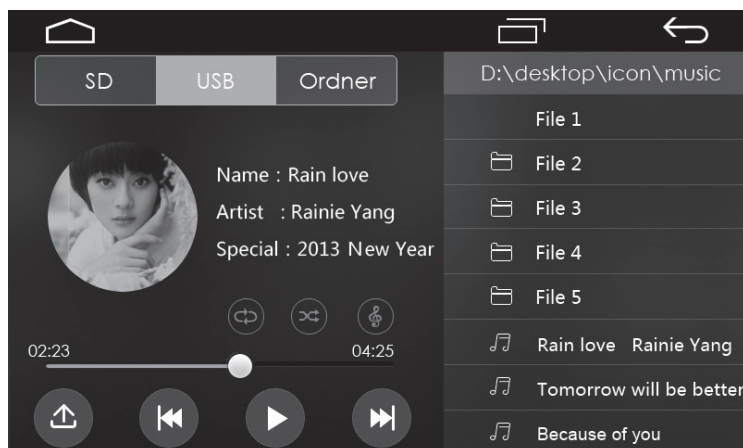 SD USB Ordner
Name : Rain love
Artist : Rainie Yang
Special : 2013 New Year
02:23 04:25
D:\desktop\icon\music
File 1
File 2
File 3
File 4
File 5
Rain love Rainie Yang
Tomorrow will be better
Because of you